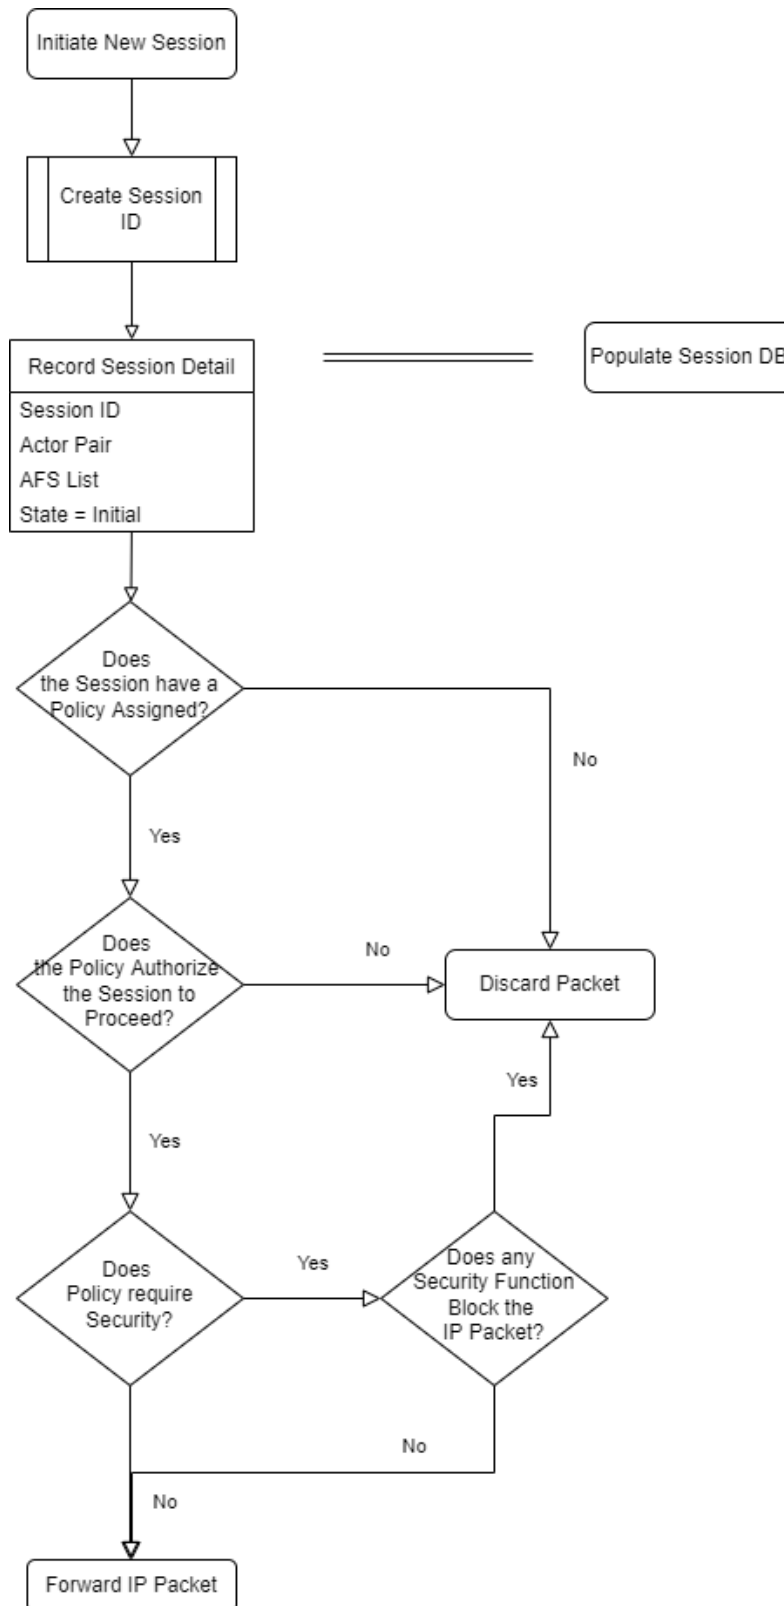 Initiate New Session
Create Session
ID
Record Session Detail
Populate Session DB
Session ID
Actor Pair
AFS List
State = Initial
Does
the Session have a
Policy Assigned?
No
Yes
Does
the Policy Authorize
the Session to
Proceed?
No
Discard Packet
Yes
Yes
Does
Policy require
Security?
Yes
Does any
Security Function
Block the
IP Packet?
No
No
Forward IP Packet